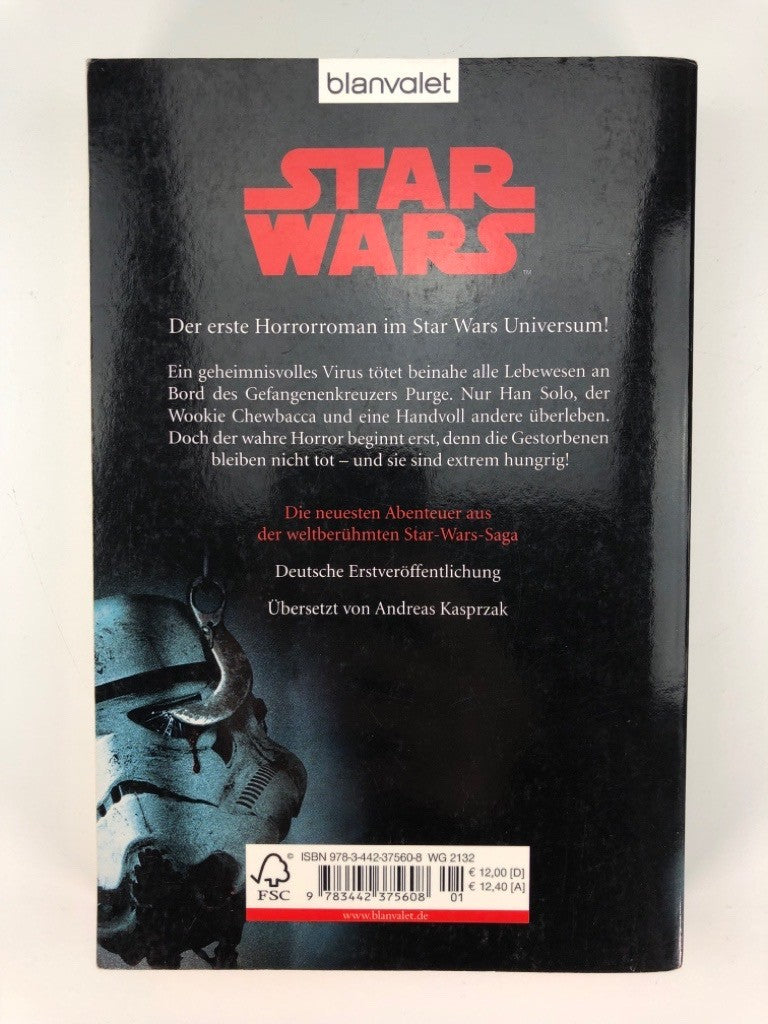 blanvalet
STAR
WARS
™
Der erste Horrorroman im Star Wars Universum!
Ein geheimnisvolles Virus tötet beinahe alle Lebewesen an
Bord des Gefangenenkreuzers Purge. Nur Han Solo, der
Wookie Chewbacca und eine Handvoll andere überleben.
Doch der wahre Horror beginnt erst, denn die Gestorbenen
bleiben nicht tot – und sie sind extrem hungrig!
Die neuesten Abenteuer aus
der weltberühmten Star-Wars-Saga
Deutsche Erstveröffentlichung
Übersetzt von Andreas Kasprzak
© ISBN 978-3-442-37560-8 WG 2132
€ 12,00 [D]
€ 12,40 [A]
FSC
9 783442 375608 01
www.blanvalet.de